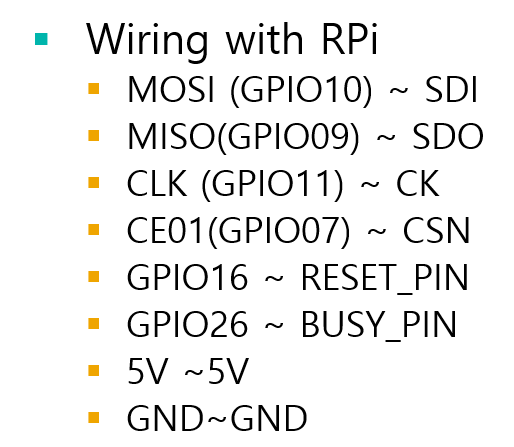 Wiring with RPi
MOSI (GPIO10) ~ SDI
MISO(GPIO09) ~ SDO
CLK (GPIO11) ~ CK
CE01(GPIO07) ~ CSN
GPIO16 ~ RESET_PIN
GPIO26 ~ BUSY_PIN
5V ~5V
GND~GND